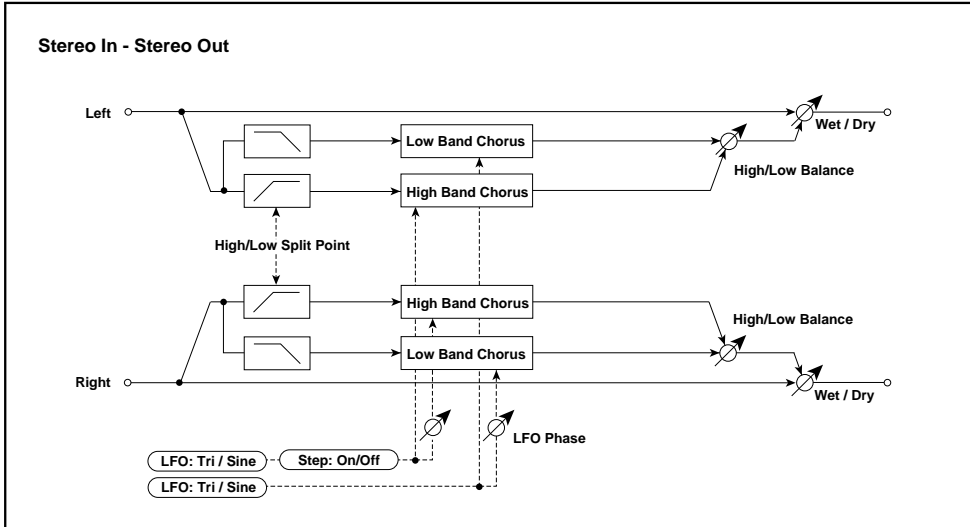 Stereo In - Stereo Out
Left
Wet / Dry
Low Band Chorus
High/Low Balance
High Band Chorus
High/Low Split Point
High Band Chorus
High/Low Balance
Low Band Chorus
Right
Wet / Dry
LFO Phase
LFO: Tri / Sine
Step: On/Off
LFO: Tri / Sine